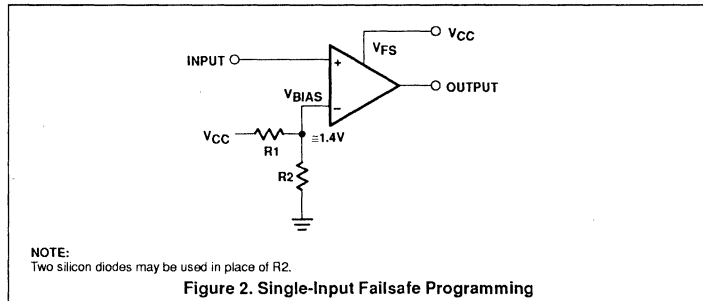 VCC
VFS
INPUT
+
OUTPUT
VBIAS
−
VCC
≅1.4V
R1
R2
NOTE:
Two silicon diodes may be used in place of R2.
Figure 2. Single-Input Failsafe Programming